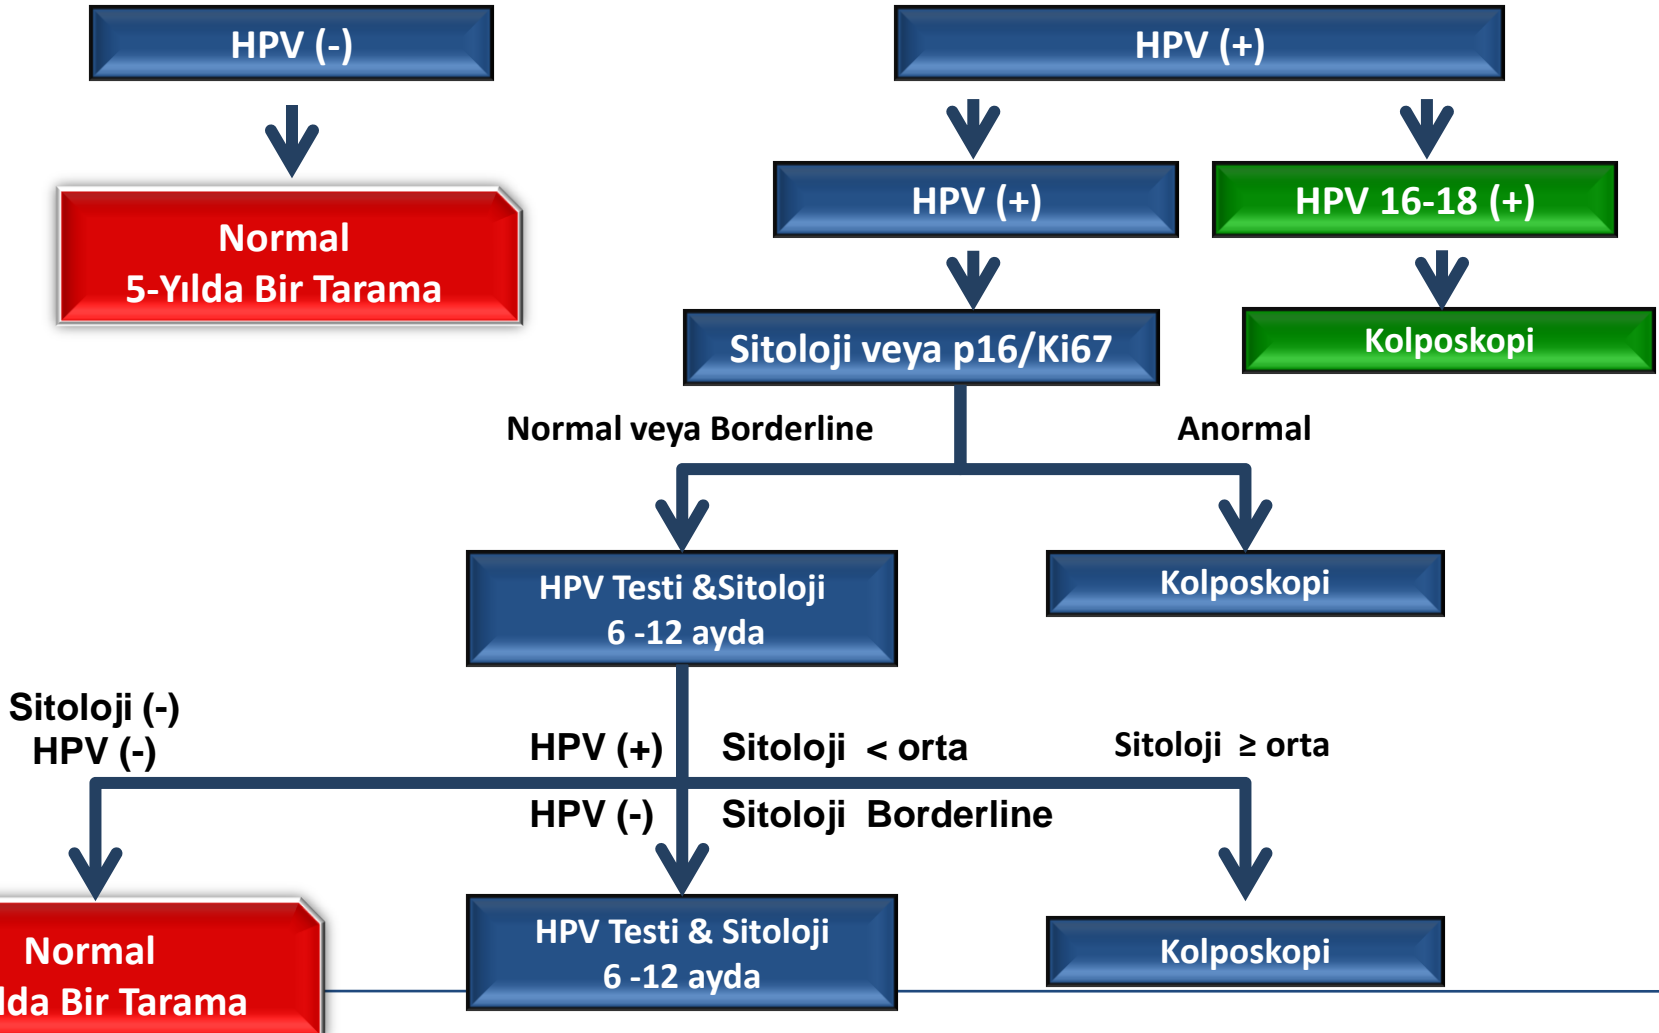 HPV (-)
HPV (+)
HPV (+)
HPV 16-18 (+)
Normal
5-Yılda Bir Tarama
Sitoloji veya p16/Ki67
Kolposkopi
Normal veya Borderline
Anormal
HPV Testi &Sitoloji
6 -12 ayda
Kolposkopi
Sitoloji (-)
HPV (-)
HPV (+) Sitoloji < orta
Sitoloji ≥ orta
HPV (-) Sitoloji Borderline
Normal
Bir Tarama
HPV Testi & Sitoloji
6 -12 ayda
Kolposkopi